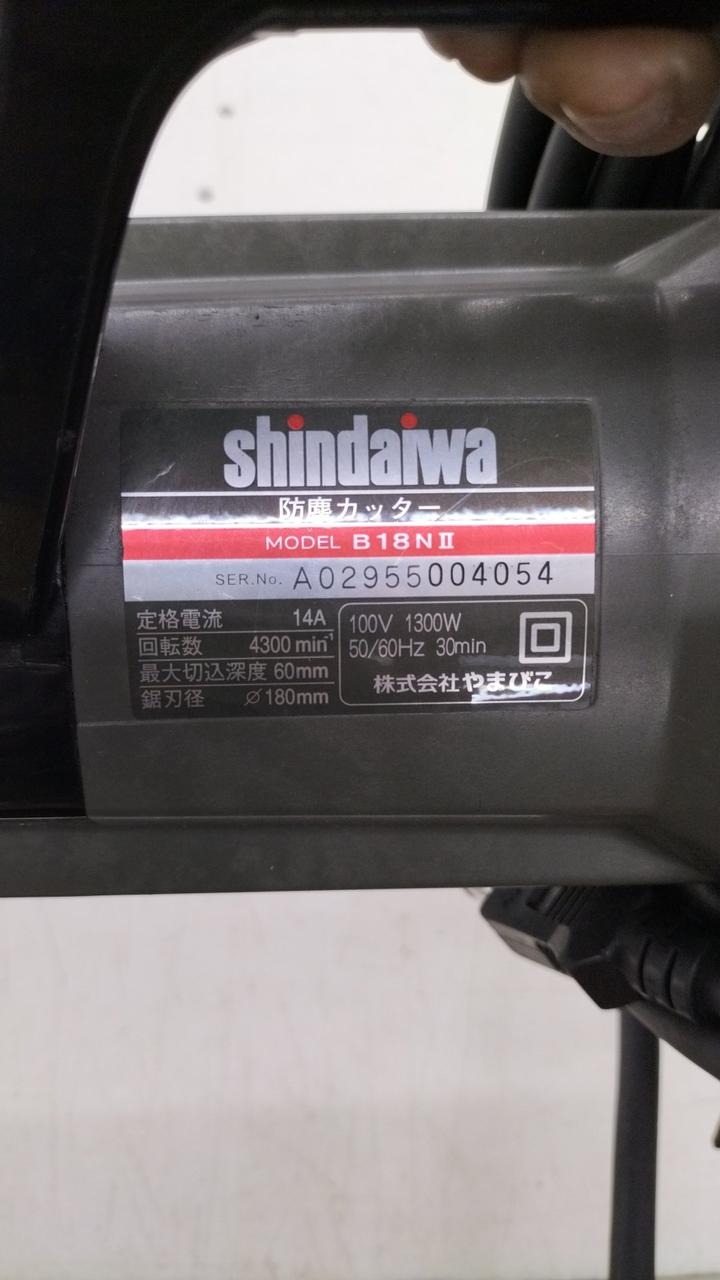 shindaiwa
防塵カッター
MODEL B18NⅡ
SER.No. A02955004054
定格電流 14A
回転数 4300 min⁻¹
最大切込深度 60mm
鋸刃径 ∅180mm
100V 1300W
50/60Hz 30min
株式会社やまびこ